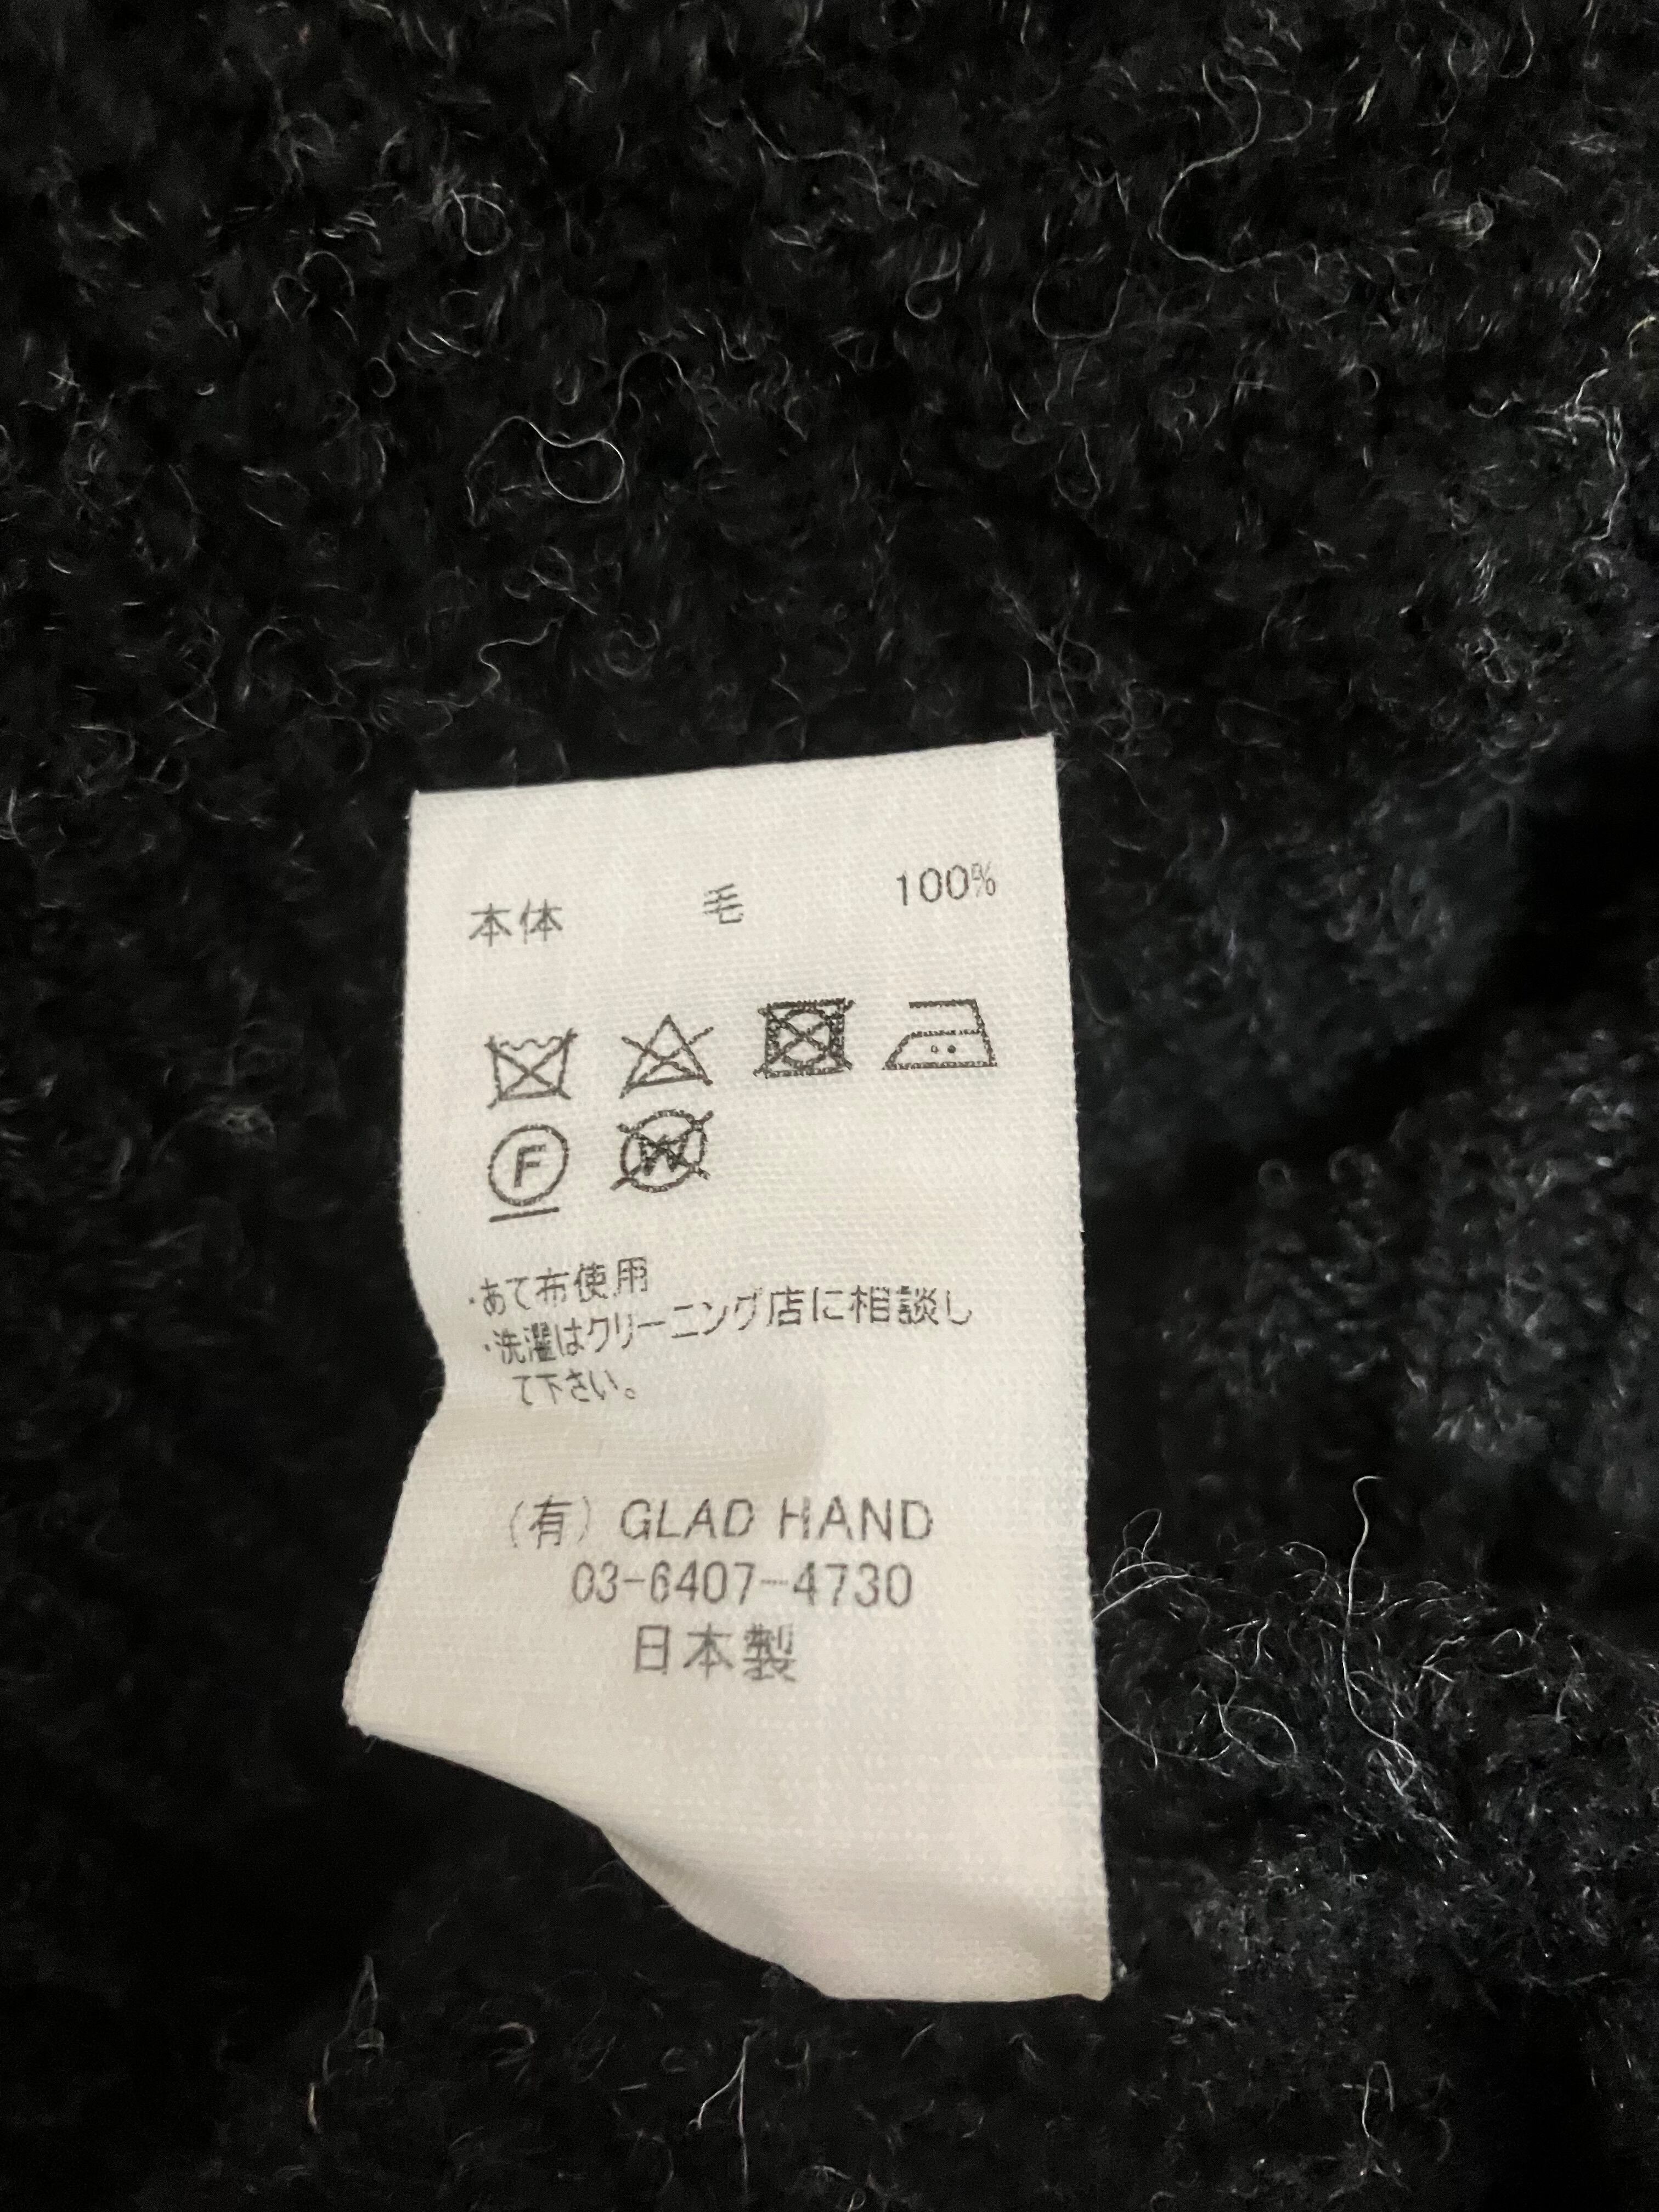 本体 毛 100%
F W
・あて布使用
・洗濯はクリーニング店に相談し
て下さい。
(有) GLAD HAND
03-6407-4730
日本製